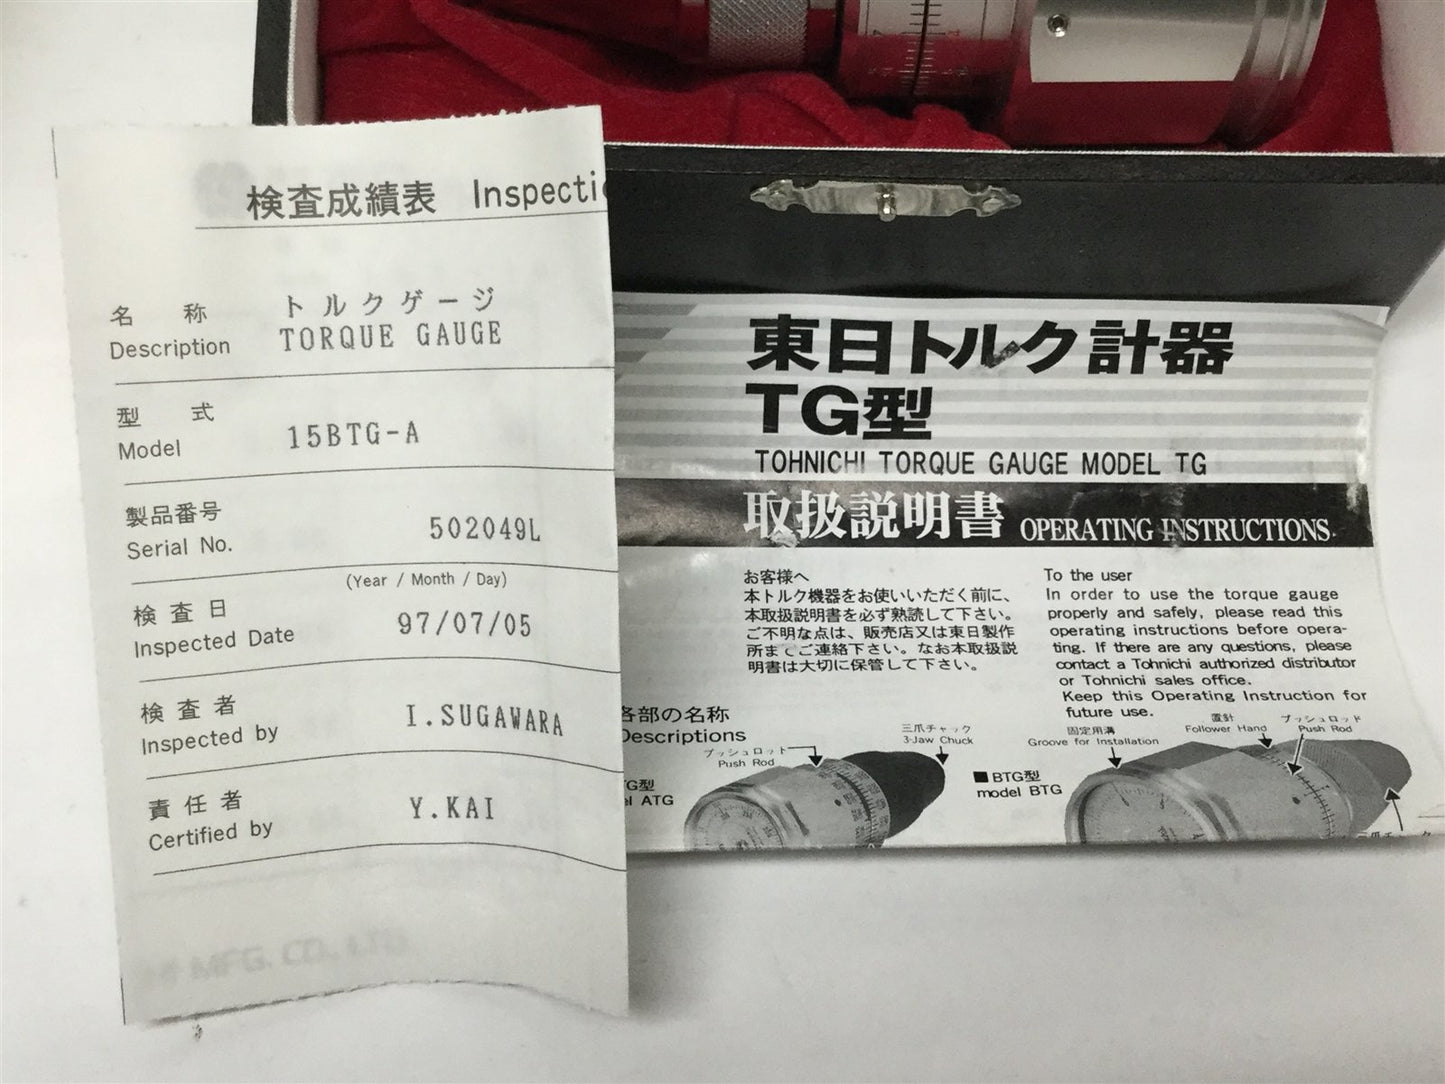 検査成績表 Inspectio
名 称 トルクゲージ
Description TORQUE GAUGE
型 式
Model 15BTG-A
製品番号
Serial No. 502049L
(Year / Month / Day)
検 査 日
Inspected Date 97/07/05
検 査 者
Inspected by I.SUGAWARA
責 任 者
Certified by Y.KAI
MFG. CO., LTD
東日トルク計器
TG型
TOHNICHI TORQUE GAUGE MODEL TG
取扱説明書 OPERATING INSTRUCTIONS
お客様へ
本トルク機器をお使いいただく前に、
本取扱説明書を必ず熟読して下さい。
ご不明な点は、販売店又は東日製作
所までご連絡下さい。なお本取扱説
明書は大切に保管して下さい。
To the user
In order to use the torque gauge
properly and safely, please read this
operating instructions before opera-
ting. If there are any questions, please
contact a Tohnichi authorized distributor
or Tohnichi sales office.
Keep this Operating Instruction for
future use.
各部の名称
Descriptions
プッシュロット
Push Rod
三爪チャック
3-Jaw Chuck
TG型
el ATG
■BTG型
model BTG
固定用溝
Groove for Installation
置針
Follower Hand
プッシュロッド
Push Rod